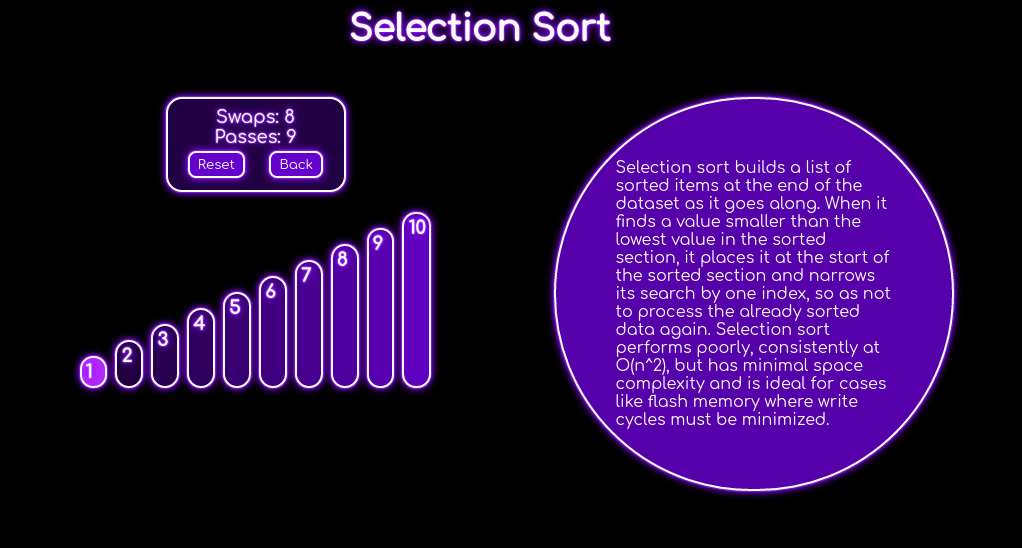 Selection Sort
Swaps: 8
Passes: 9
Reset
Back
1
2
3
4
5
6
7
8
9
10
Selection sort builds a list of
sorted items at the end of the
dataset as it goes along. When it
finds a value smaller than the
lowest value in the sorted
section, it places it at the start of
the sorted section and narrows
its search by one index, so as not
to process the already sorted
data again. Selection sort
performs poorly, consistently at
O(n^2), but has minimal space
complexity and is ideal for cases
like flash memory where write
cycles must be minimized.